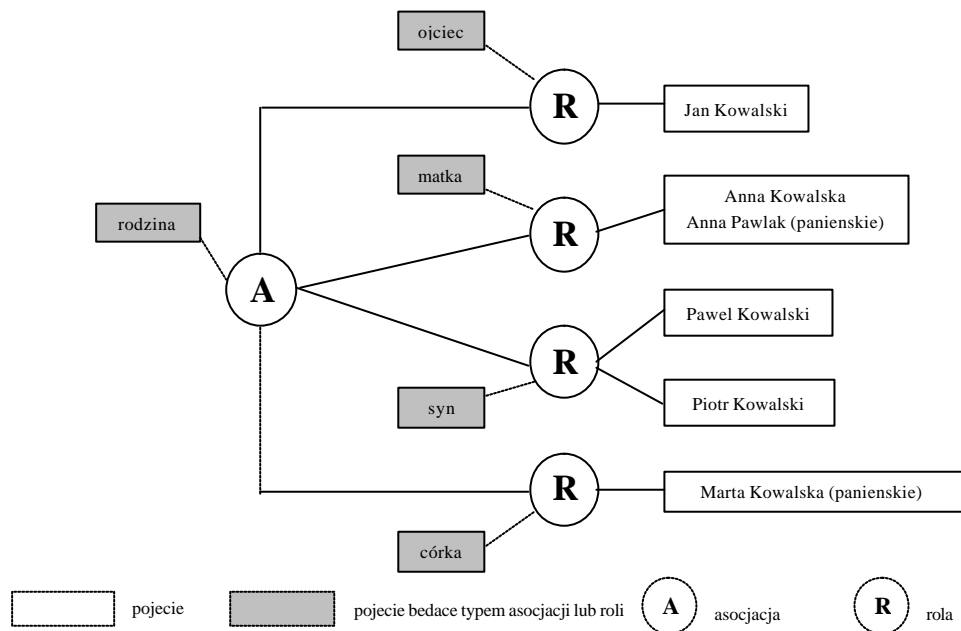 ojciec
R
Jan Kowalski
matka
R
Anna Kowalska
Anna Pawlak (panienskie)
rodzina
A
Pawel Kowalski
R
syn
Piotr Kowalski
R
Marta Kowalska (panienskie)
córka
pojecie
pojecie bedace typem asocjacji lub roli
A
asocjacja
R
rola